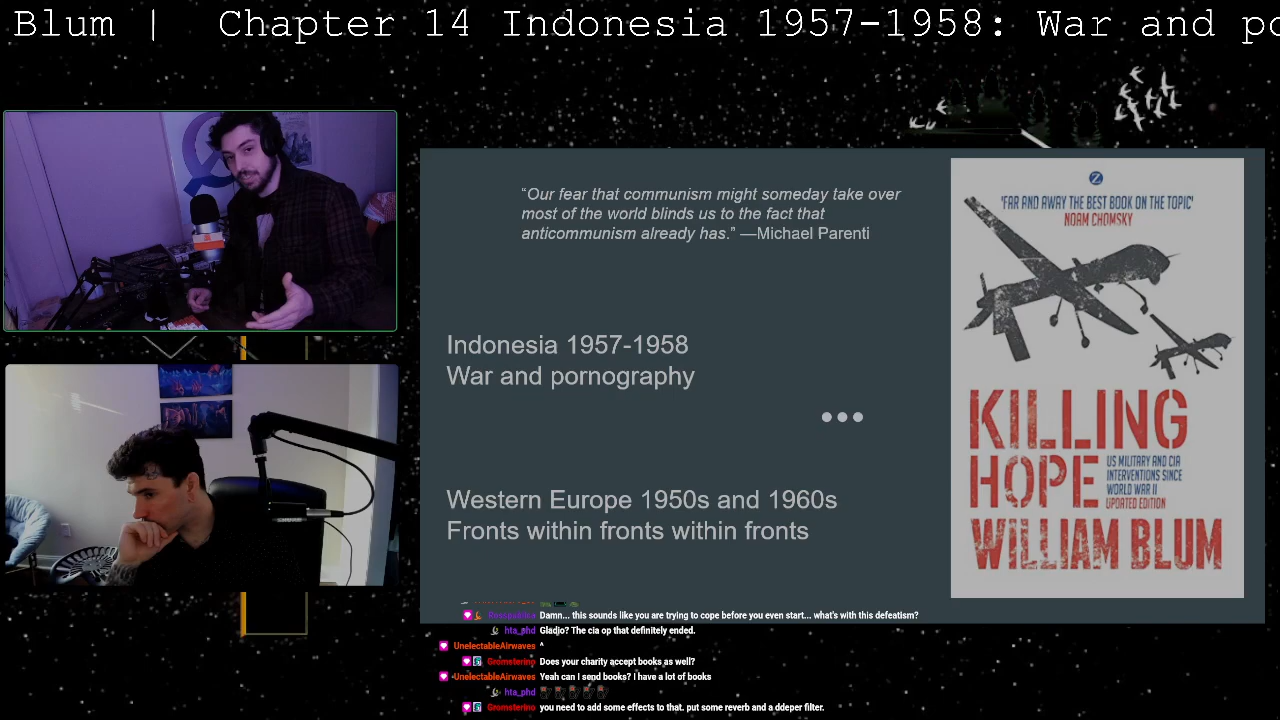 Blum |  Chapter 14 Indonesia 1957-1958: War and po
“Our fear that communism might someday take over
most of the world blinds us to the fact that
anticommunism already has.” —Michael Parenti
Indonesia 1957-1958
War and pornography
Western Europe 1950s and 1960s
Fronts within fronts within fronts
Z
'FAR AND AWAY THE BEST BOOK ON THE TOPIC'
NOAM CHOMSKY
KILLING
HOPE
US MILITARY AND CIA
INTERVENTIONS SINCE
WORLD WAR II
UPDATED EDITION
WILLIAM BLUM
Damn... this sounds like you are trying to cope before you even start... what's with this defeatism?
hta_phd Gladio? The cia op that definitely ended.
UnelectableAirwaves ^
Gromsterino Does your charity accept books as well?
UnelectableAirwaves Yeah can I send books? I have a lot of books
hta_phd
Gromsterino you need to add some effects to that. put some reverb and a ddeper filter.